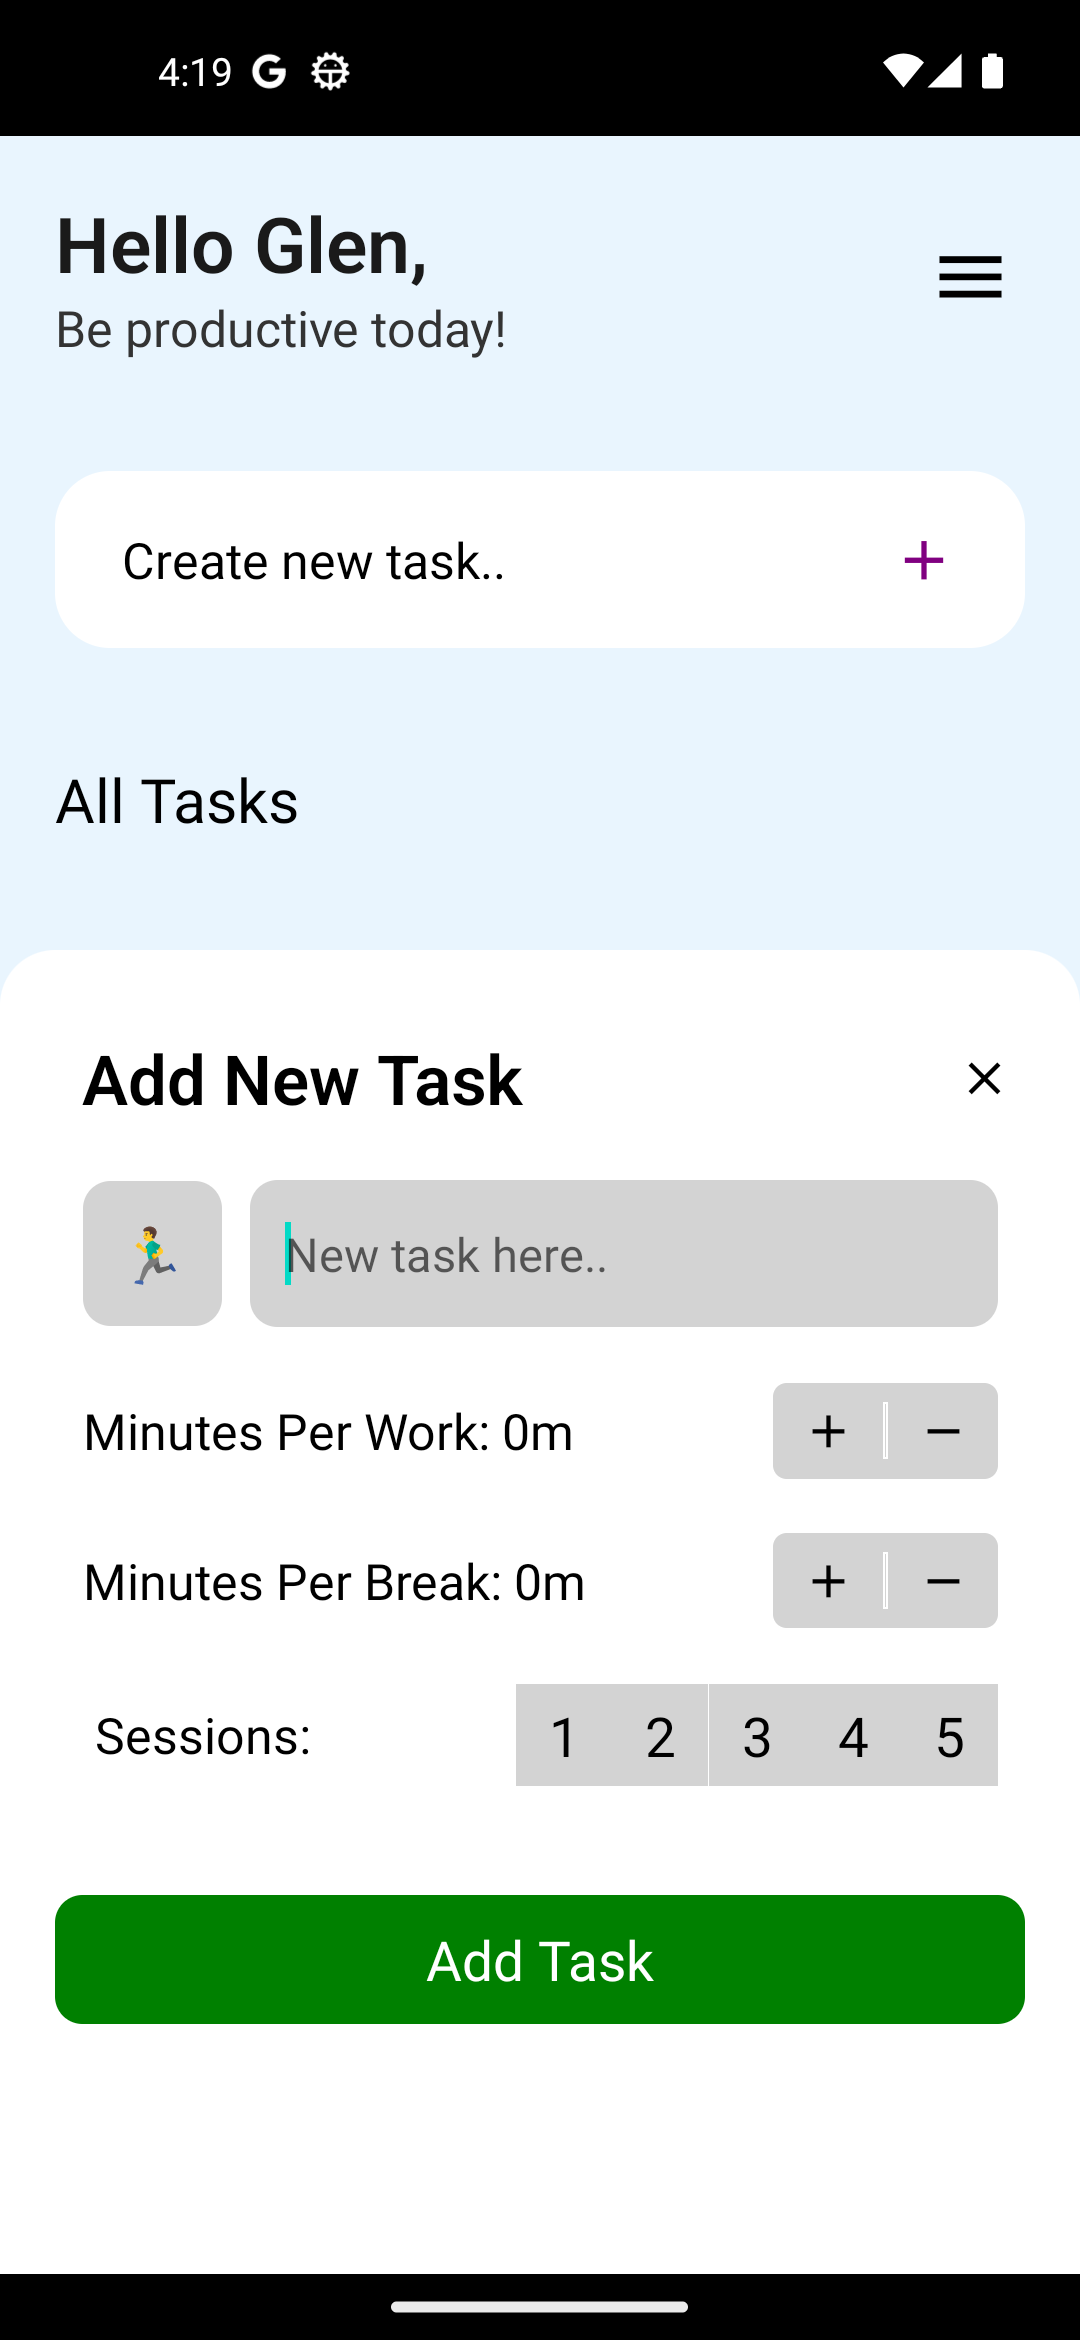 4:19
Hello Glen,
Be productive today!
Create new task..
All Tasks
Add New Task
New task here..
Minutes Per Work: 0m
Minutes Per Break: 0m
Sessions: 1 2 3 4 5
Add Task